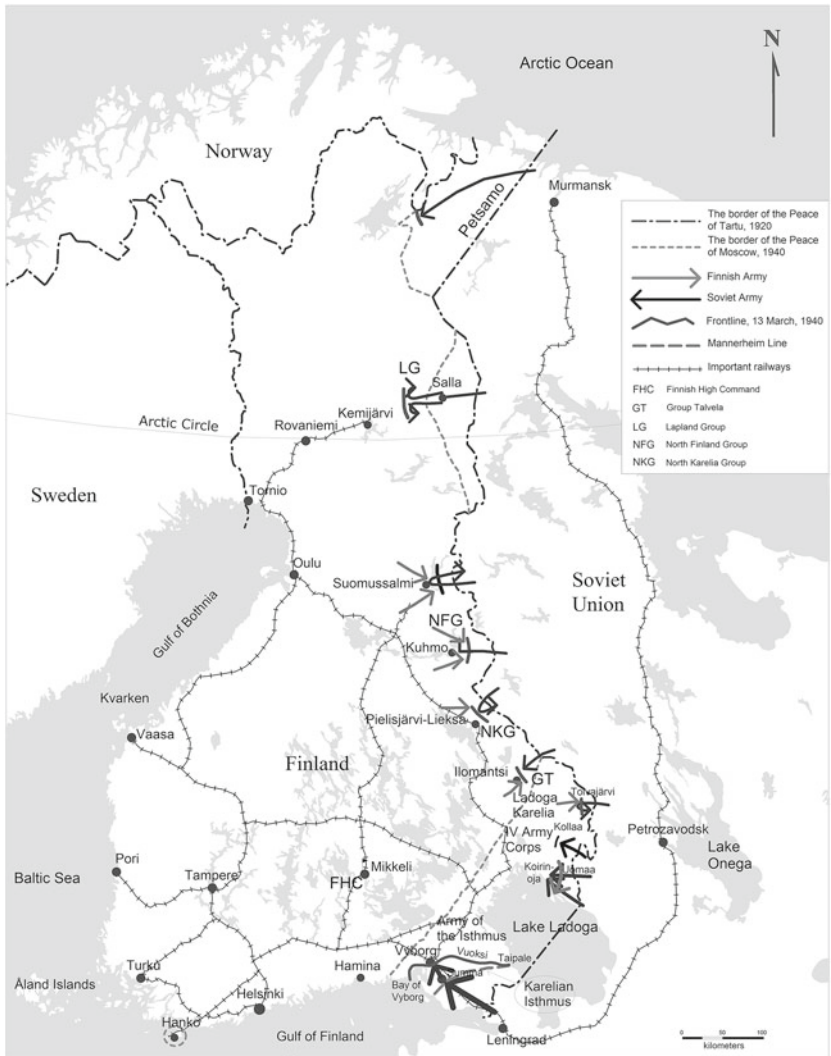 N
Arctic Ocean
Norway
Murmansk
Petsamo
The border of the Peace
of Tartu, 1920
The border of the Peace
of Moscow, 1940
Finnish Army
Soviet Army
Frontline, 13 March, 1940
Mannerheim Line
Important railways
FHC Finnish High Command
GT Group Talvela
LG Lapland Group
NFG North Finland Group
NKG North Karelia Group
LG
Salla
Kemijärvi
Arctic Circle
Rovaniemi
Sweden
Tornio
Oulu
Suomussalmi
Soviet
Union
Gulf of Bothnia
NFG
Kuhmo
Kvarken
Vaasa
Pielisjärvi-Lieksa
NKG
Finland
Ilomantsi
GT
Ladoga
Karelia
Tolvajärvi
IV Army
Corps
Kollaa
Petrozavodsk
Lake
Onega
Pori
Baltic Sea
Tampere
Mikkeli
FHC
Koirin-
oja
Uomaa
Army of
the Isthmus
Lake Ladoga
Vyborg
Vuoksi
Taipale
Summa
Turku
Hamina
Bay of
Vyborg
Karelian
Isthmus
Åland Islands
Helsinki
Hanko
Gulf of Finland
Leningrad
0 50 100
kilometers